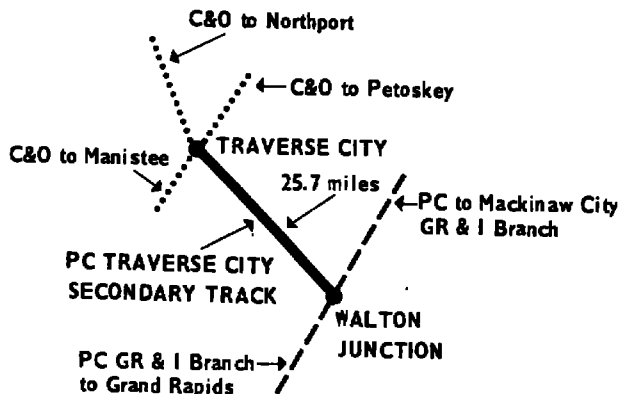 C&O to Northport
C&O to Petoskey
C&O to Manistee
TRAVERSE CITY
25.7 miles
PC to Mackinaw City
GR & I Branch
PC TRAVERSE CITY
SECONDARY TRACK
WALTON
JUNCTION
PC GR & I Branch
to Grand Rapids